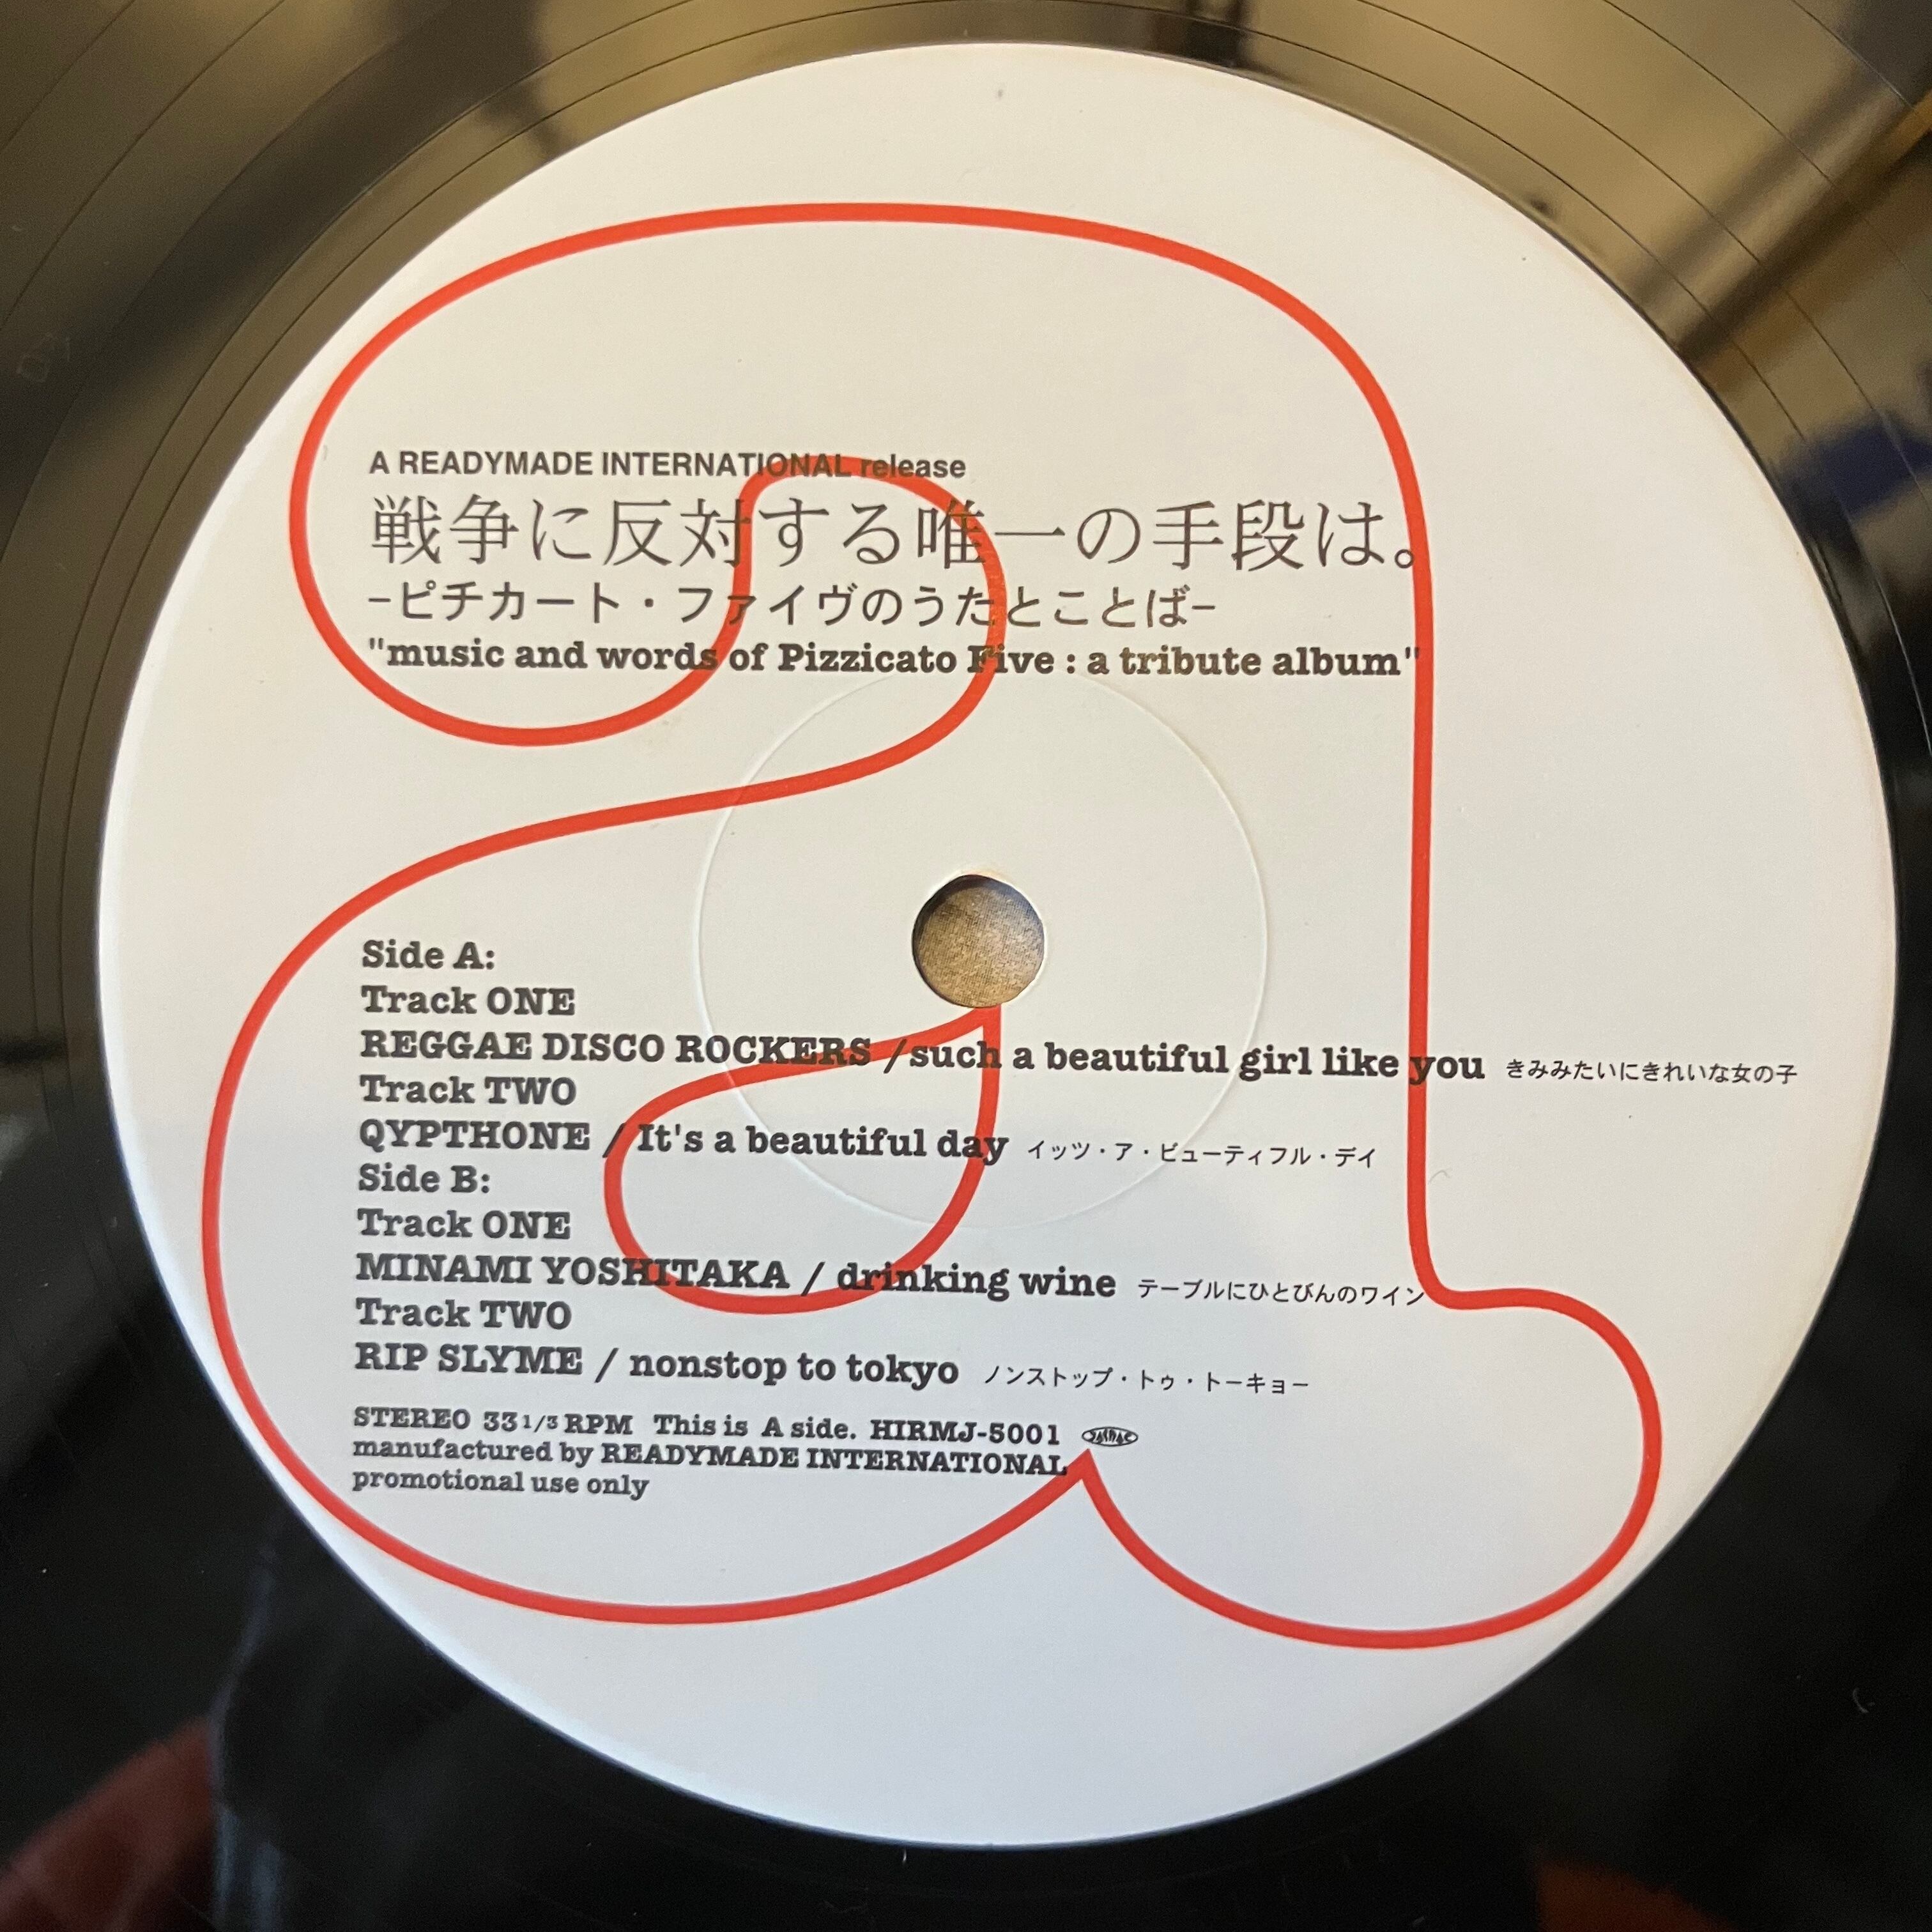 A READYMADE INTERNATIONAL release
戦争に反対する唯一の手段は。
–ピチカート・ファイヴのうたとことば–
"music and words of Pizzicato Five : a tribute album"
Side A:
Track ONE
REGGAE DISCO ROCKERS /such a beautiful girl like you きみみたいにきれいな女の子
Track TWO
QYPTHONE / It's a beautiful day イッツ・ア・ビューティフル・デイ
Side B:
Track ONE
MINAMI YOSHITAKA / drinking wine テーブルにひとびんのワイン
Track TWO
RIP SLYME / nonstop to tokyo ノンストップ・トゥ・トーキョー
STEREO 33 1/3 RPM This is A side. HIRMJ-5001 JASRAC
manufactured by READYMADE INTERNATIONAL
promotional use only